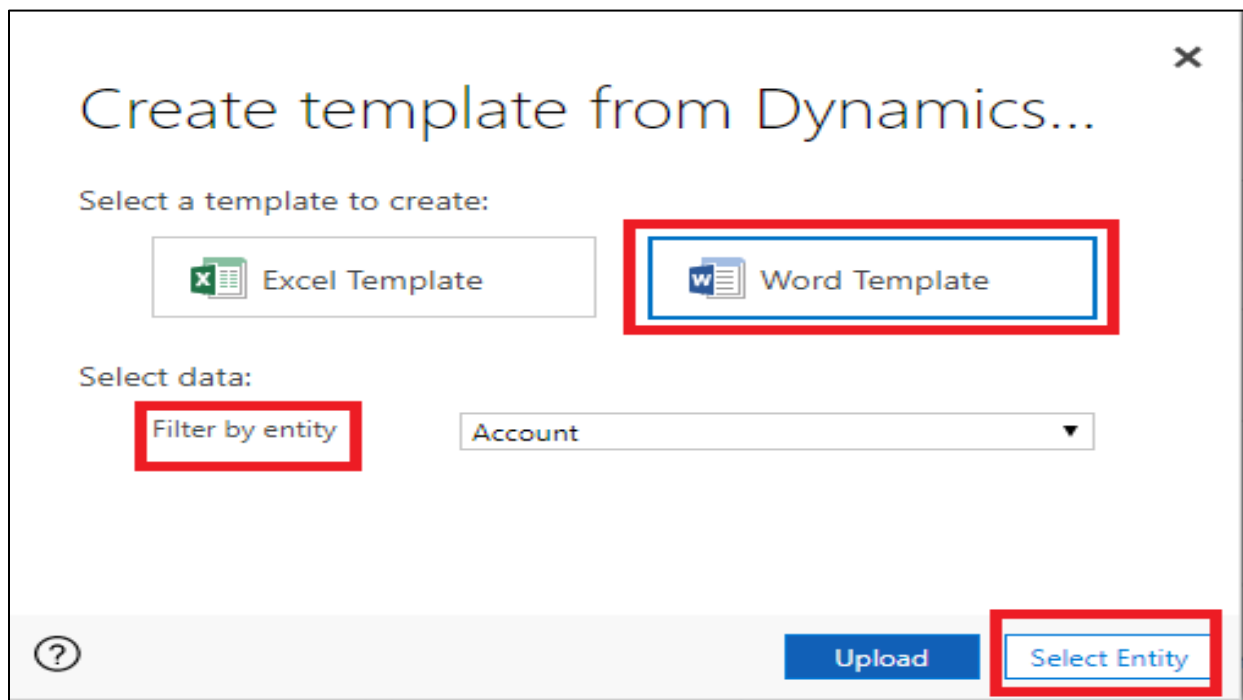 Create template from Dynamics...
Select a template to create:
Excel Template
Word Template
Select data:
Filter by entity
Account
Upload
Select Entity